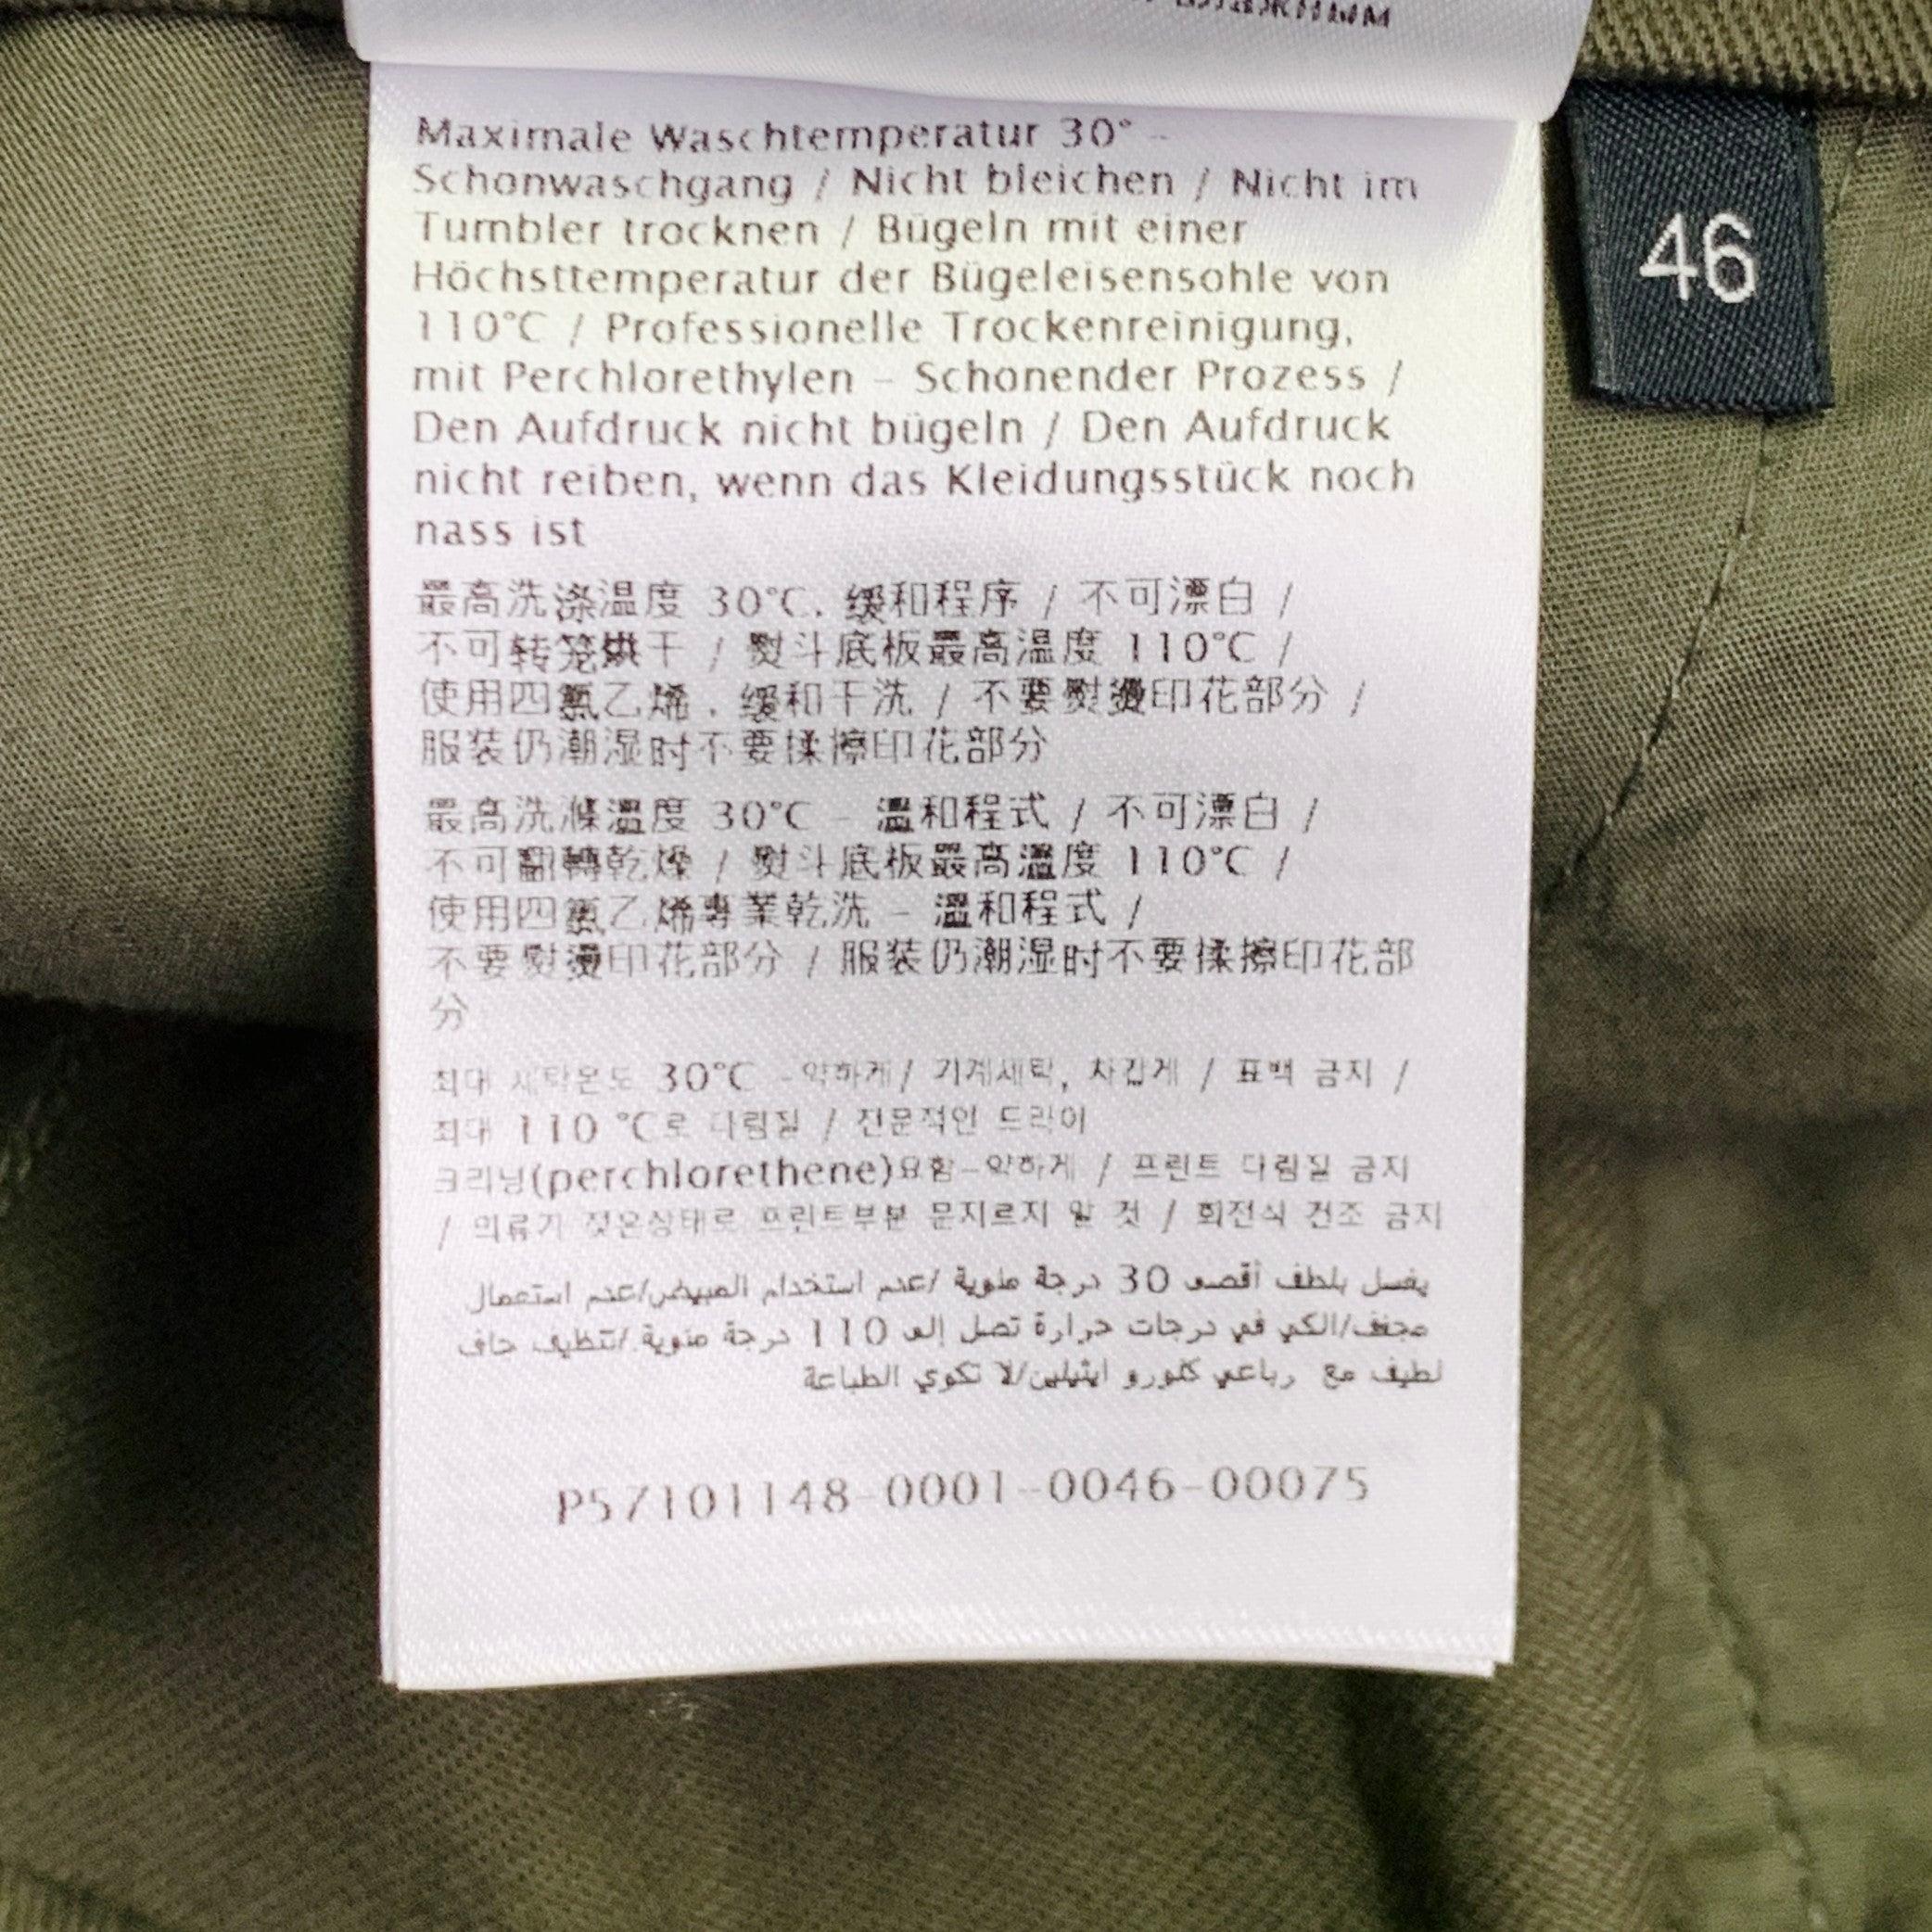 Maximale Waschtemperatur 30° –
Schonwaschgang / Nicht bleichen / Nicht im
Tumbler trocknen / Bügeln mit einer
Höchsttemperatur der Bügeleisensohle von
110°C / Professionelle Trockenreinigung,
mit Perchlorethylen – Schonender Prozess /
Den Aufdruck nicht bügeln / Den Aufdruck
nicht reiben, wenn das Kleidungsstück noch
nass ist
最高洗涤温度 30°C. 缓和程序 / 不可漂白 /
不可转笼烘干 / 熨斗底板最高温度 110°C /
使用四氯乙烯 . 缓和干洗 / 不要熨烫印花部分 /
服装仍潮湿时不要揉擦印花部分
最高洗滌溫度 30°C – 溫和程式 / 不可漂白 /
不可翻轉乾燥 / 熨斗底板最高溫度 110°C /
使用四氯乙烯專業乾洗 – 溫和程式 /
不要熨燙印花部分 / 服装仍潮湿时不要揉擦印花部
分
최대 세탁온도 30°C -약하게/ 기계세탁, 차갑게 / 표백 금지 /
최대 110 °C로 다림질 / 전문적인 드라이
크리닝(perchlorethene)요함-약하게 / 프린트 다림질 금지
/ 의류가 젖은상태로 프린트부분 문지르지 말 것 / 회전식 건조 금지
يغسل بلطف أقصى 30 درجة مئوية /عدم استخدام المبيض/عدم استعمال
مجفف/الكي في درجات حرارة تصل إلى 110 درجة مئوية./تنظيف جاف
لطيف مع رباعي كلورو ايثيلين/لا تكوي الطباعة
P57101148-0001-0046-00075
46